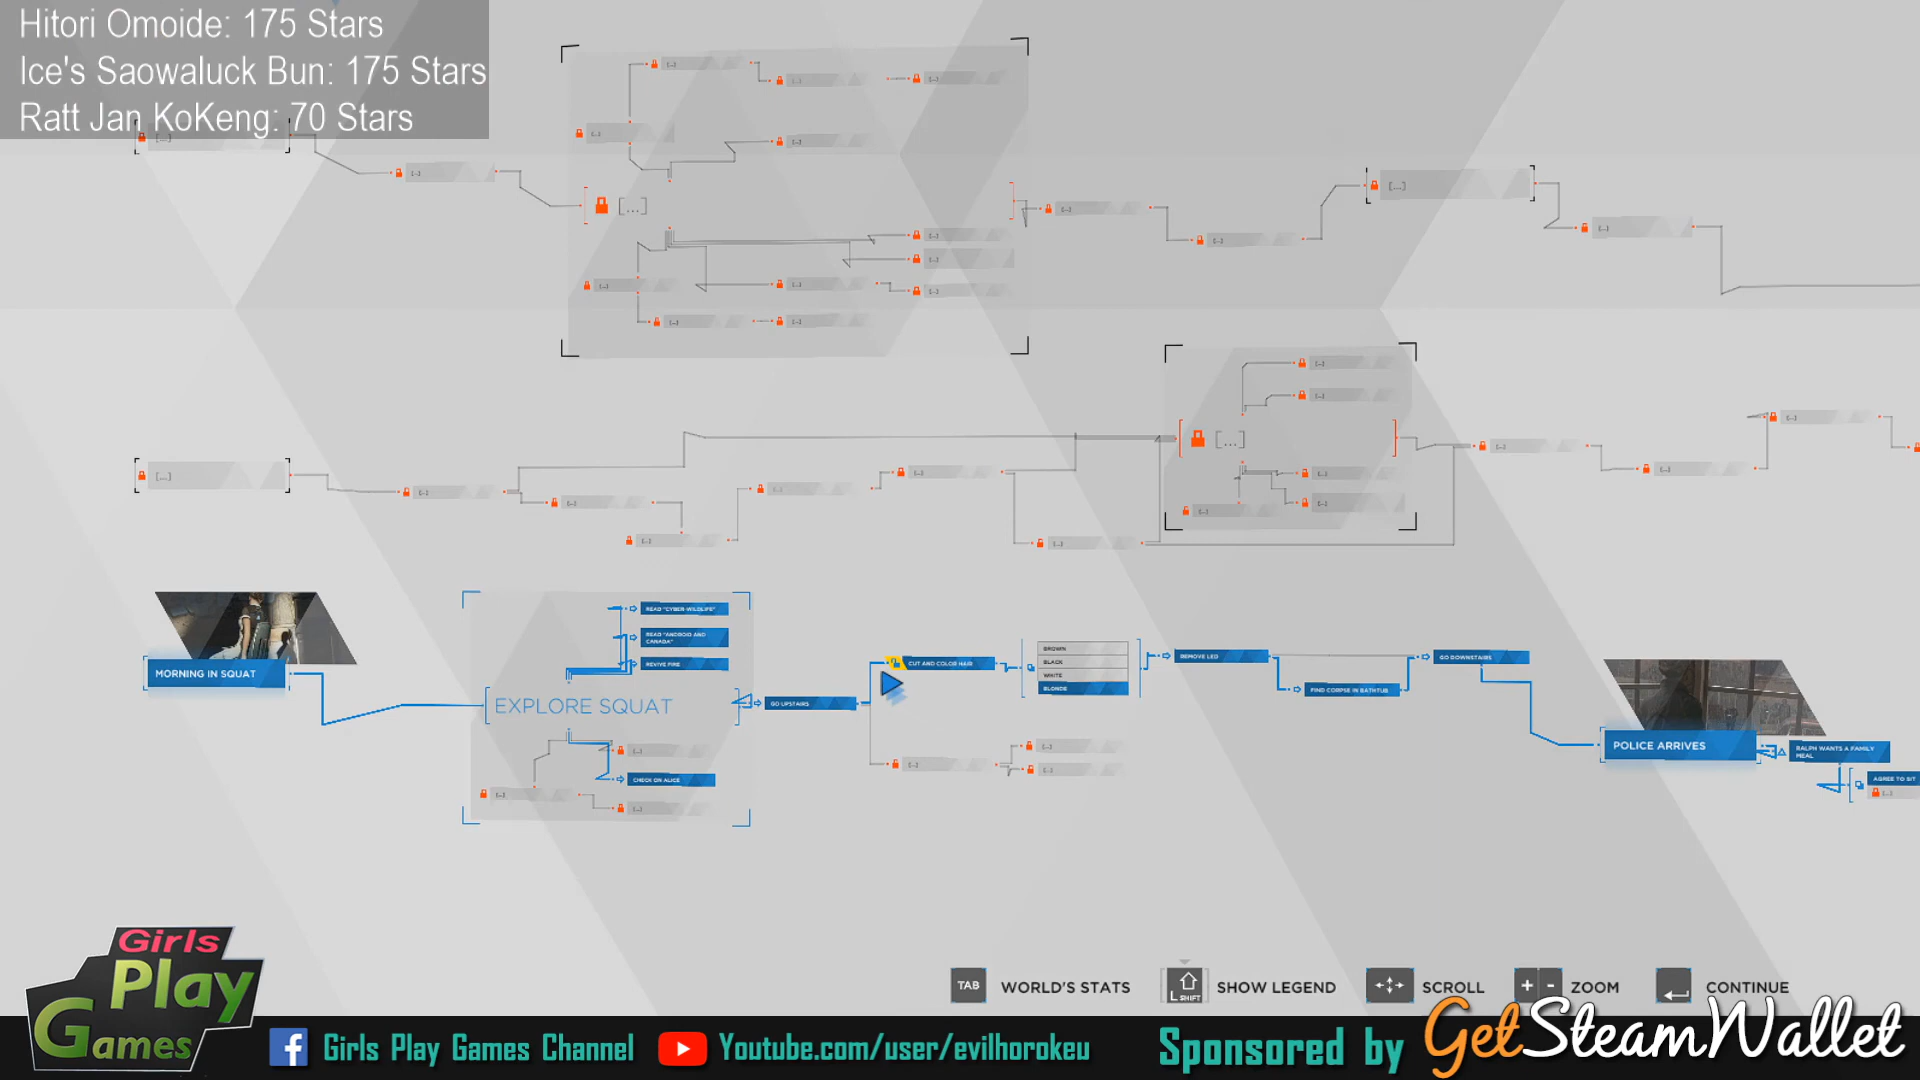 Hitori Omoide: 175 Stars
Ice's Saowaluck Bun: 175 Stars
Ratt Jan KoKeng: 70 Stars
[...]
[...]
[...]
[...]
[...]
[...]
READ "CYBER-WILDLIFE"
READ "ANDROID AND
CANADA"
REVIVE FIRE
MORNING IN SQUAT
EXPLORE SQUAT
CHECK ON ALICE
GO UPSTAIRS
CUT AND COLOR HAIR
BROWN
BLACK
WHITE
BLONDE
REMOVE LED
FIND CORPSE IN BATHTUB
GO DOWNSTAIRS
POLICE ARRIVES
RALPH WANTS A FAMILY
MEAL
AGREE TO SIT
TAB WORLD'S STATS
L SHIFT SHOW LEGEND
SCROLL
+ - ZOOM
CONTINUE
Girls
Play
Games
Girls Play Games Channel
Youtube.com/user/evilhorokeu
Sponsored by GetSteamWallet